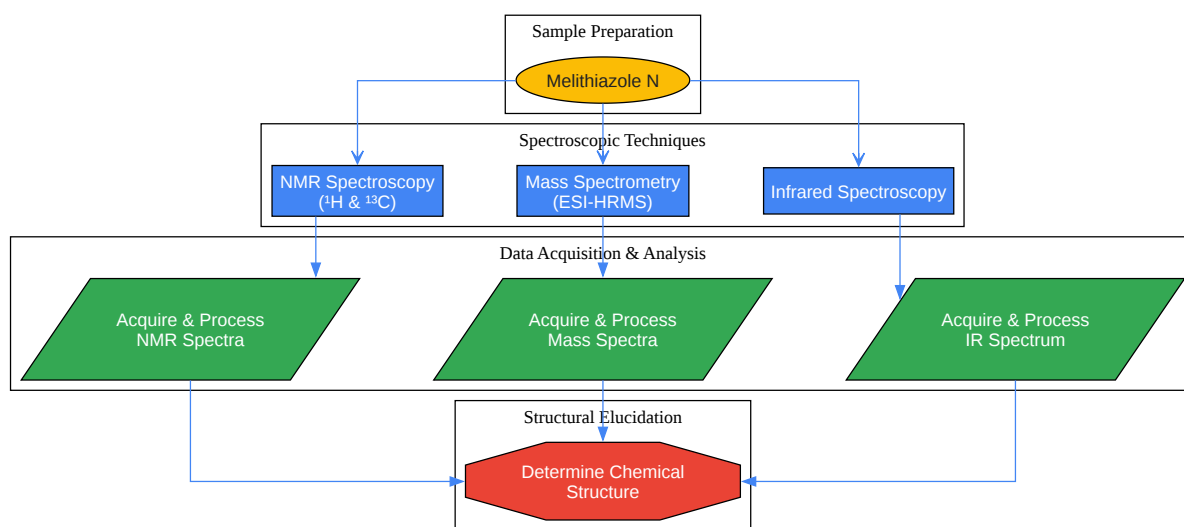 Sample Preparation
Melithiazole N
Spectroscopic Techniques
NMR Spectroscopy
(¹H & ¹³C)
Mass Spectrometry
(ESI-HRMS)
Infrared Spectroscopy
Data Acquisition & Analysis
Acquire & Process
NMR Spectra
Acquire & Process
Mass Spectra
Acquire & Process
IR Spectrum
Structural Elucidation
Determine Chemical
Structure